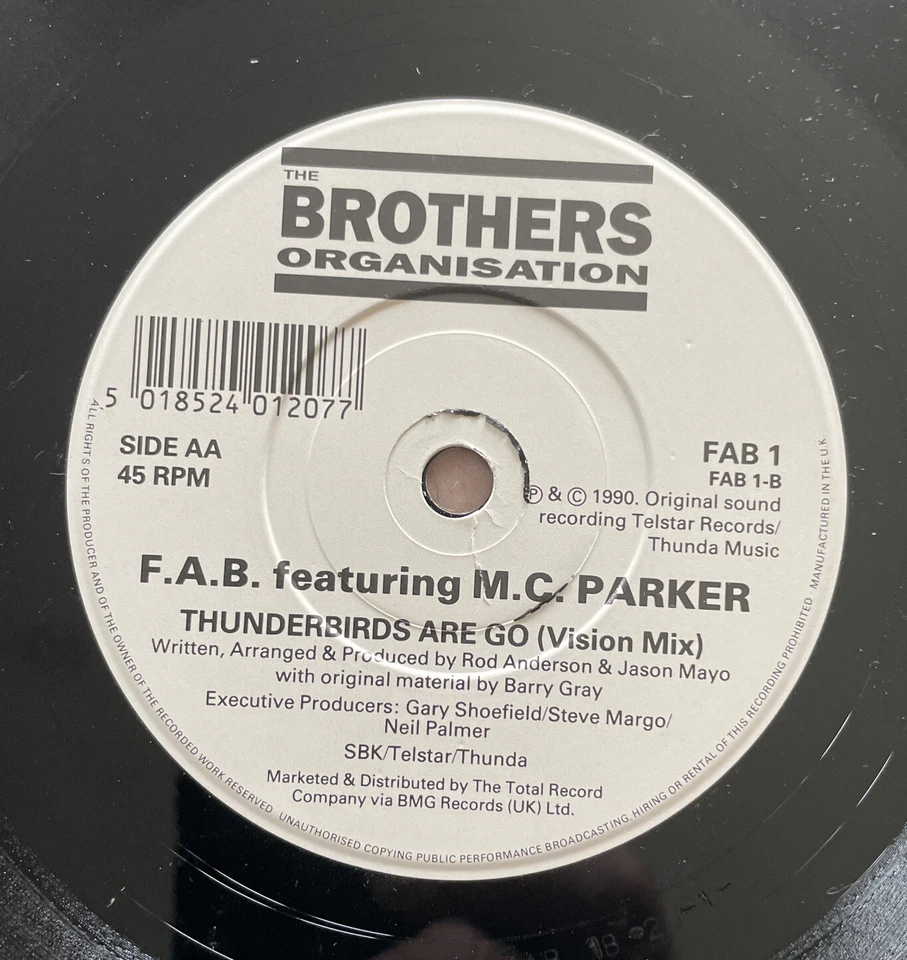 THE
BROTHERS
ORGANISATION
5 018524 012077
SIDE AA
45 RPM
FAB 1
FAB 1-B
℗ & © 1990. Original sound
recording Telstar Records/
Thunda Music
F.A.B. featuring M.C. PARKER
THUNDERBIRDS ARE GO (Vision Mix)
Written, Arranged & Produced by Rod Anderson & Jason Mayo
with original material by Barry Gray
Executive Producers: Gary Shoefield/Steve Margo/
Neil Palmer
SBK/Telstar/Thunda
Marketed & Distributed by The Total Record
Company via BMG Records (UK) Ltd.
ALL RIGHTS OF THE PRODUCER AND OF THE OWNER OF THE RECORDED WORK RESERVED. UNAUTHORISED COPYING PUBLIC PERFORMANCE BROADCASTING, HIRING OR RENTAL OF THIS RECORDING PROHIBITED. MANUFACTURED IN THE U.K.